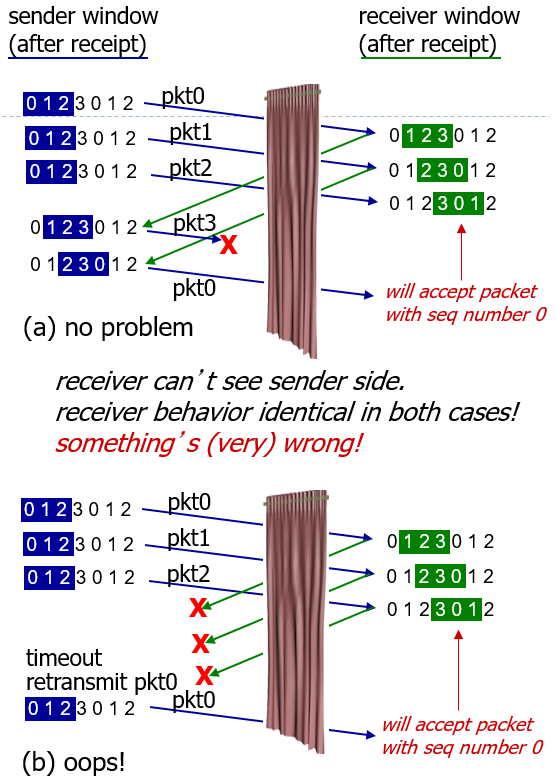 sender window
(after receipt)
receiver window
(after receipt)
0 1 2 3 0 1 2
pkt0
0 1 2 3 0 1 2
pkt1
0 1 2 3 0 1 2
0 1 2 3 0 1 2
pkt2
0 1 2 3 0 1 2
0 1 2 3 0 1 2
0 1 2 3 0 1 2
pkt3
X
0 1 2 3 0 1 2
pkt0
will accept packet
with seq number 0
(a) no problem
receiver can't see sender side.
receiver behavior identical in both cases!
something's (very) wrong!
0 1 2 3 0 1 2
pkt0
0 1 2 3 0 1 2
pkt1
0 1 2 3 0 1 2
0 1 2 3 0 1 2
pkt2
0 1 2 3 0 1 2
X
0 1 2 3 0 1 2
X
X
timeout
retransmit pkt0
0 1 2 3 0 1 2
pkt0
will accept packet
with seq number 0
(b) oops!